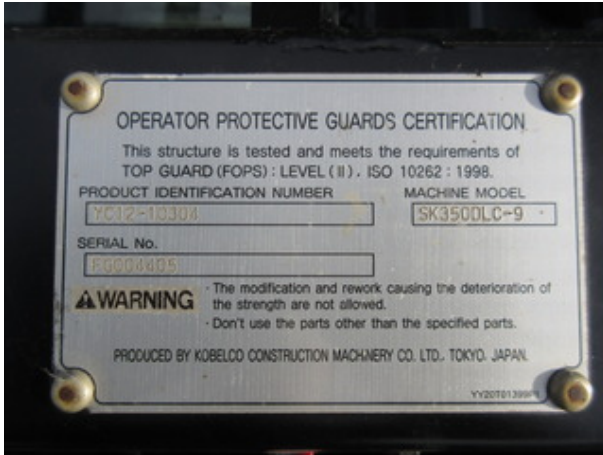 OPERATOR PROTECTIVE GUARDS CERTIFICATION
This structure is tested and meets the requirements of
TOP GUARD (FOPS) : LEVEL (II), ISO 10262 : 1998.
PRODUCT IDENTIFICATION NUMBER MACHINE MODEL
YC12-10304 SK350DLC-9
SERIAL No.
WARNING
· The modification and rework causing the deterioration of
the strength are not allowed.
· Don't use the parts other than the specified parts.
PRODUCED BY KOBELCO CONSTRUCTION MACHINERY CO. LTD., TOKYO, JAPAN.